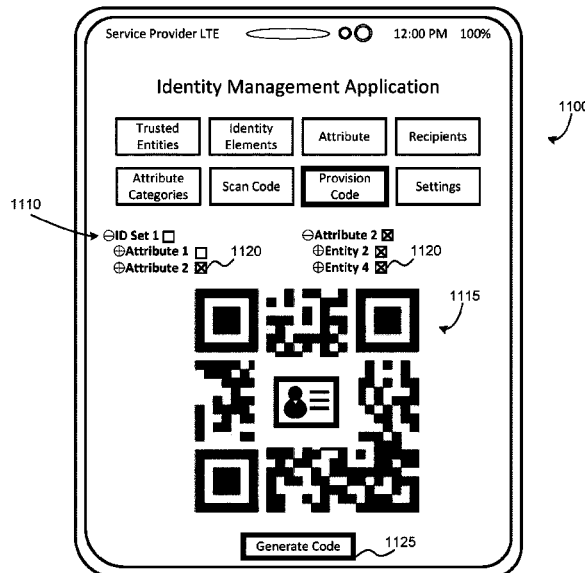 Service Provider LTE 12:00 PM 100%
Identity Management Application
1100
Trusted Entities
Identity Elements
Attribute
Recipients
Attribute Categories
Scan Code
Provision Code
Settings
1110
⊖ID Set 1 ☐
⊕Attribute 1 ☐
⊕Attribute 2 ☒
1120
⊖Attribute 2 ☒
⊕Entity 2 ☒
⊕Entity 4 ☒
1120
1115
Generate Code
1125